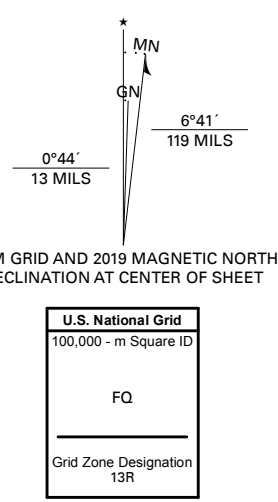 ★
MN
GN
6°41´
119 MILS
0°44´
13 MILS
M GRID AND 2019 MAGNETIC NORTH
ECLINATION AT CENTER OF SHEET
U.S. National Grid
100,000 - m Square ID
FQ
Grid Zone Designation
13R